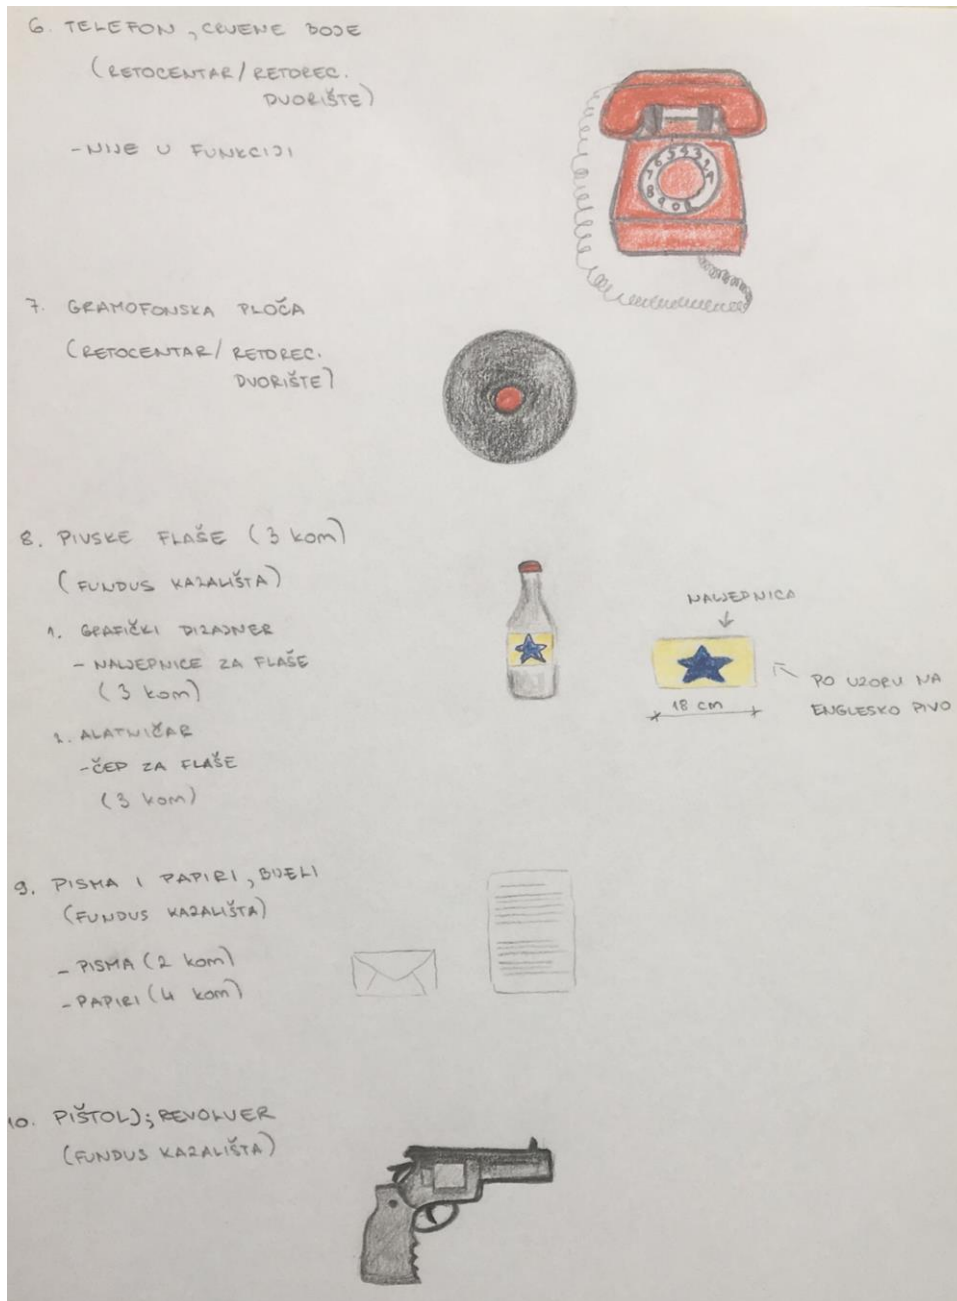 6. TELEFON, CRVENE BOJE
(RETOCENTAR/RETOREC.
DVORIŠTE)
- NIJE U FUNKCIJI
7. GRAMOFONSKA PLOČA
(RETOCENTAR/ RETOREC.
DVORIŠTE)
8. PIVSKE FLAŠE (3 kom)
(FUNDUS KAZALIŠTA)
1. GRAFIČKI DIZAJNER
- NALJEPNICE ZA FLAŠE
(3 kom)
2. ALATNIČAR
- ČEP ZA FLAŠE
(3 kom)
NALJEPNICA
18 cm
PO UZORU NA
ENGLESKO PIVO
9. PISMA I PAPIRI, BIJELI
(FUNDUS KAZALIŠTA)
- PISMA (2 kom)
- PAPIRI (4 kom)
10. PIŠTOLJ; REVOLVER
(FUNDUS KAZALIŠTA)